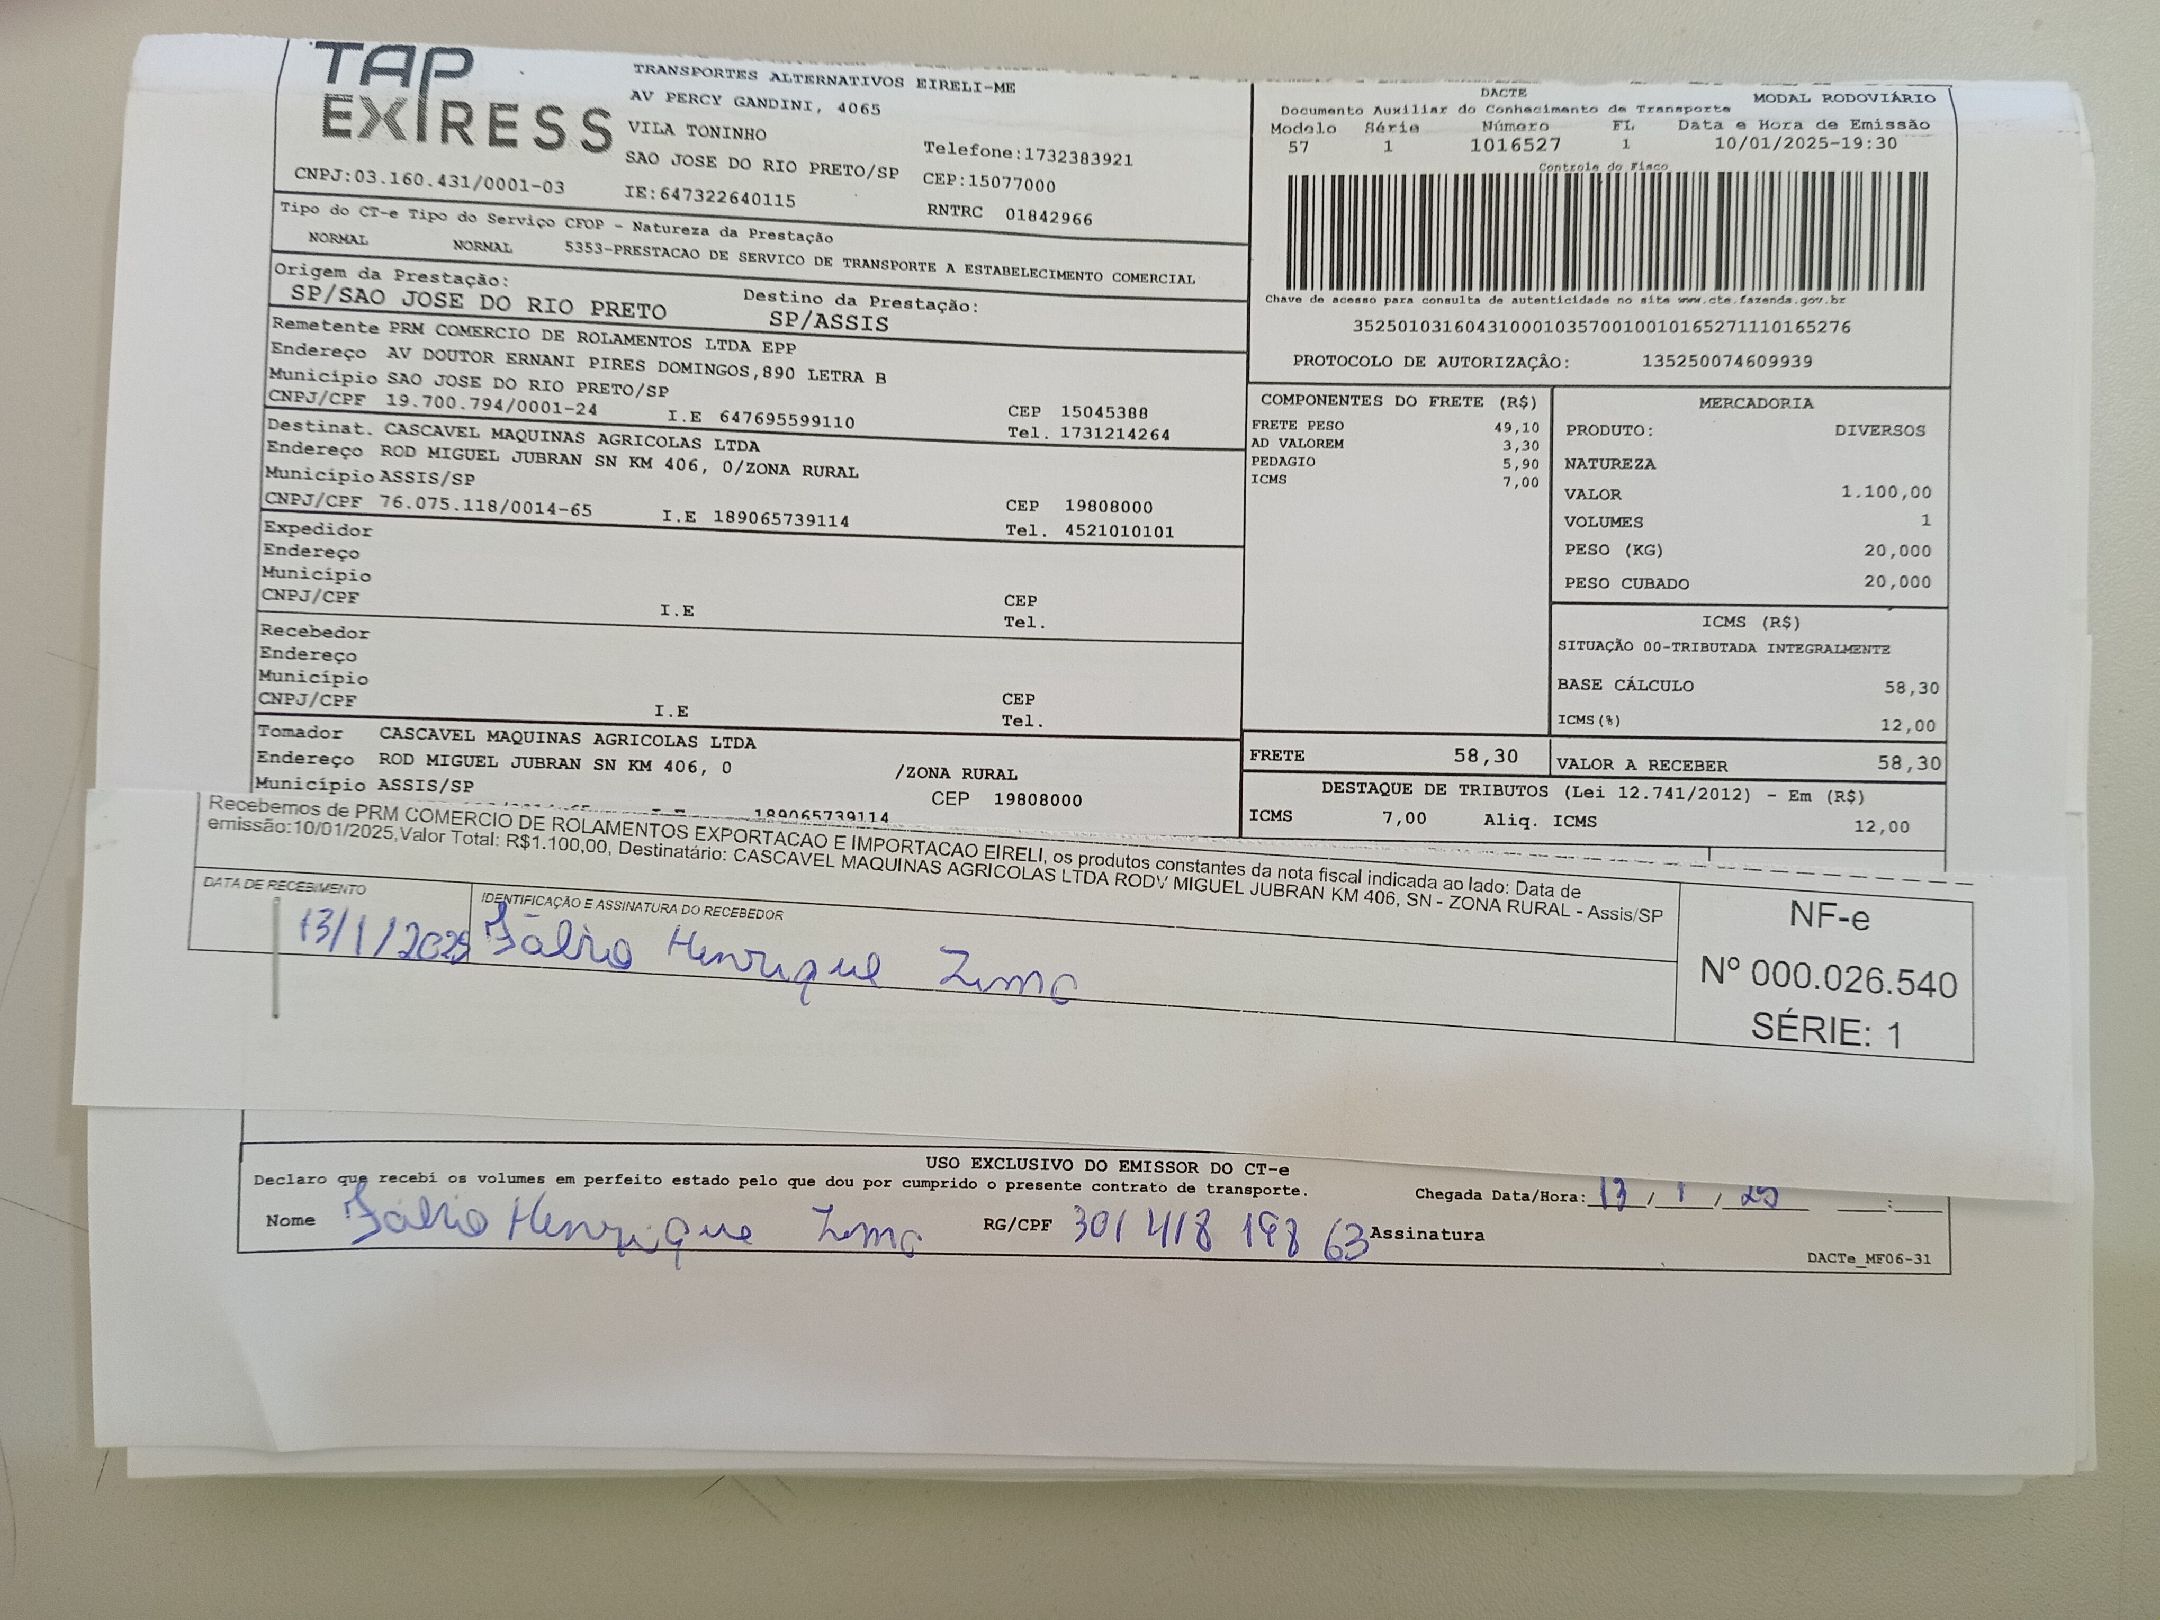 TAP
EXPRESS
TRANSPORTES ALTERNATIVOS EIRELI-ME
AV PERCY GANDINI, 4065
VILA TONINHO
SAO JOSE DO RIO PRETO/SP
Telefone:1732383921
CEP:15077000
CNPJ:03.160.431/0001-03
IE:647322640115
RNTRC 01842966
Tipo do CT-e Tipo do Serviço CFOP - Natureza da Prestação
NORMAL NORMAL 5353-PRESTACAO DE SERVICO DE TRANSPORTE A ESTABELECIMENTO COMERCIAL
Origem da Prestação:
SP/SAO JOSE DO RIO PRETO
Destino da Prestação:
SP/ASSIS
Remetente PRM COMERCIO DE ROLAMENTOS LTDA EPP
Endereço AV DOUTOR ERNANI PIRES DOMINGOS,890 LETRA B
Município SAO JOSE DO RIO PRETO/SP
CEP 15045388
CNPJ/CPF 19.700.794/0001-24 I.E 647695599110 Tel. 1731214264
Destinat. CASCAVEL MAQUINAS AGRICOLAS LTDA
Endereço ROD MIGUEL JUBRAN SN KM 406, 0/ZONA RURAL
Município ASSIS/SP
CEP 19808000
CNPJ/CPF 76.075.118/0014-65 I.E 189065739114 Tel. 4521010101
Expedidor
Endereço
Município
CEP
CNPJ/CPF I.E Tel.
Recebedor
Endereço
Município
CEP
CNPJ/CPF I.E Tel.
Tomador CASCAVEL MAQUINAS AGRICOLAS LTDA
Endereço ROD MIGUEL JUBRAN SN KM 406, 0 /ZONA RURAL
Município ASSIS/SP CEP 19808000
189065739114
DACTE
Documento Auxiliar do Conhecimento de Transporte
MODAL RODOVIÁRIO
Modelo Série Número FL Data e Hora de Emissão
57 1 1016527 1 10/01/2025-19:30
Controle do Fisco
Chave de acesso para consulta de autenticidade no site www.cte.fazenda.gov.br
35250103160431000103570010010165271110165276
PROTOCOLO DE AUTORIZAÇÂO: 135250074609939
COMPONENTES DO FRETE (R$)
FRETE PESO 49,10
AD VALOREM 3,30
PEDAGIO 5,90
ICMS 7,00
MERCADORIA
PRODUTO: DIVERSOS
NATUREZA
VALOR 1.100,00
VOLUMES 1
PESO (KG) 20,000
PESO CUBADO 20,000
ICMS (R$)
SITUAÇÃO 00-TRIBUTADA INTEGRALMENTE
BASE CÁLCULO 58,30
ICMS(%) 12,00
FRETE 58,30
VALOR A RECEBER 58,30
DESTAQUE DE TRIBUTOS (Lei 12.741/2012) - Em (R$)
ICMS 7,00 Aliq. ICMS 12,00
Recebemos de PRM COMERCIO DE ROLAMENTOS EXPORTACAO E IMPORTACAO EIRELI, os produtos constantes da nota fiscal indicada ao lado: Data de
emissão:10/01/2025,Valor Total: R$1.100,00, Destinatário: CASCAVEL MAQUINAS AGRICOLAS LTDA RODV MIGUEL JUBRAN KM 406, SN - ZONA RURAL - Assis/SP
DATA DE RECEBIMENTO
13/1/2025
IDENTIFICAÇÃO E ASSINATURA DO RECEBEDOR
Fábio Henrique Lima
NF-e
Nº 000.026.540
SÉRIE: 1
USO EXCLUSIVO DO EMISSOR DO CT-e
Declaro que recebi os volumes em perfeito estado pelo que dou por cumprido o presente contrato de transporte.
Chegada Data/Hora: 13 / 1 / 25 :
Nome Fábio Henrique Lima RG/CPF 301 418 198 63 Assinatura
DACTe_MF06-31